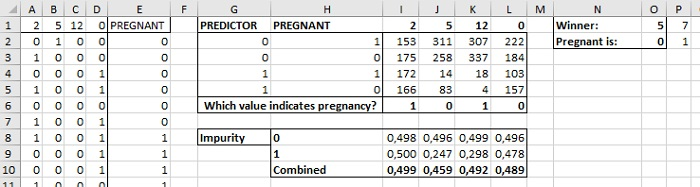 A B C D E F G H I J K L M N O P
1 2 5 12 0 PREGNANT PREDICTOR PREGNANT 2 5 12 0 Winner: 5 7
2 0 1 0 0 0 0 1 153 311 307 222 Pregnant is: 0 1
3 1 0 0 0 0 0 0 175 258 337 184
4 0 0 0 1 0 1 1 172 14 18 103
5 1 0 0 1 0 1 0 166 83 4 157
6 0 0 0 0 0 Which value indicates pregnancy? 1 0 1 0
7 1 0 0 1 0
8 1 0 0 1 1 Impurity 0 0,498 0,496 0,499 0,496
9 0 0 0 1 1 1 0,500 0,247 0,298 0,478
10 0 0 0 1 1 Combined 0,499 0,459 0,492 0,489
11 1 0 0 1 1